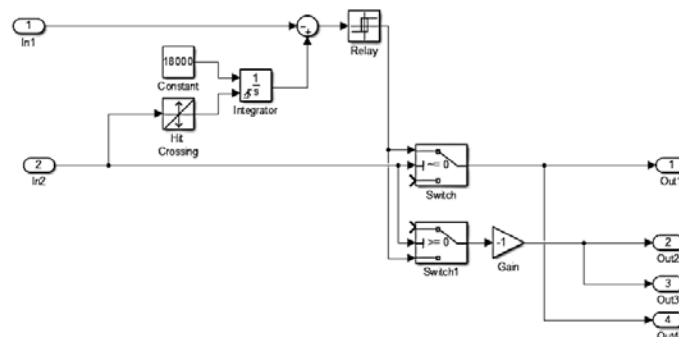 1
In1
- +
Relay
18000
Constant
1
s
Integrator
Hit
Crossing
2
In2
~= 0
Switch
1
Out1
>= 0
Switch1
-1
Gain
2
Out2
3
Out3
4